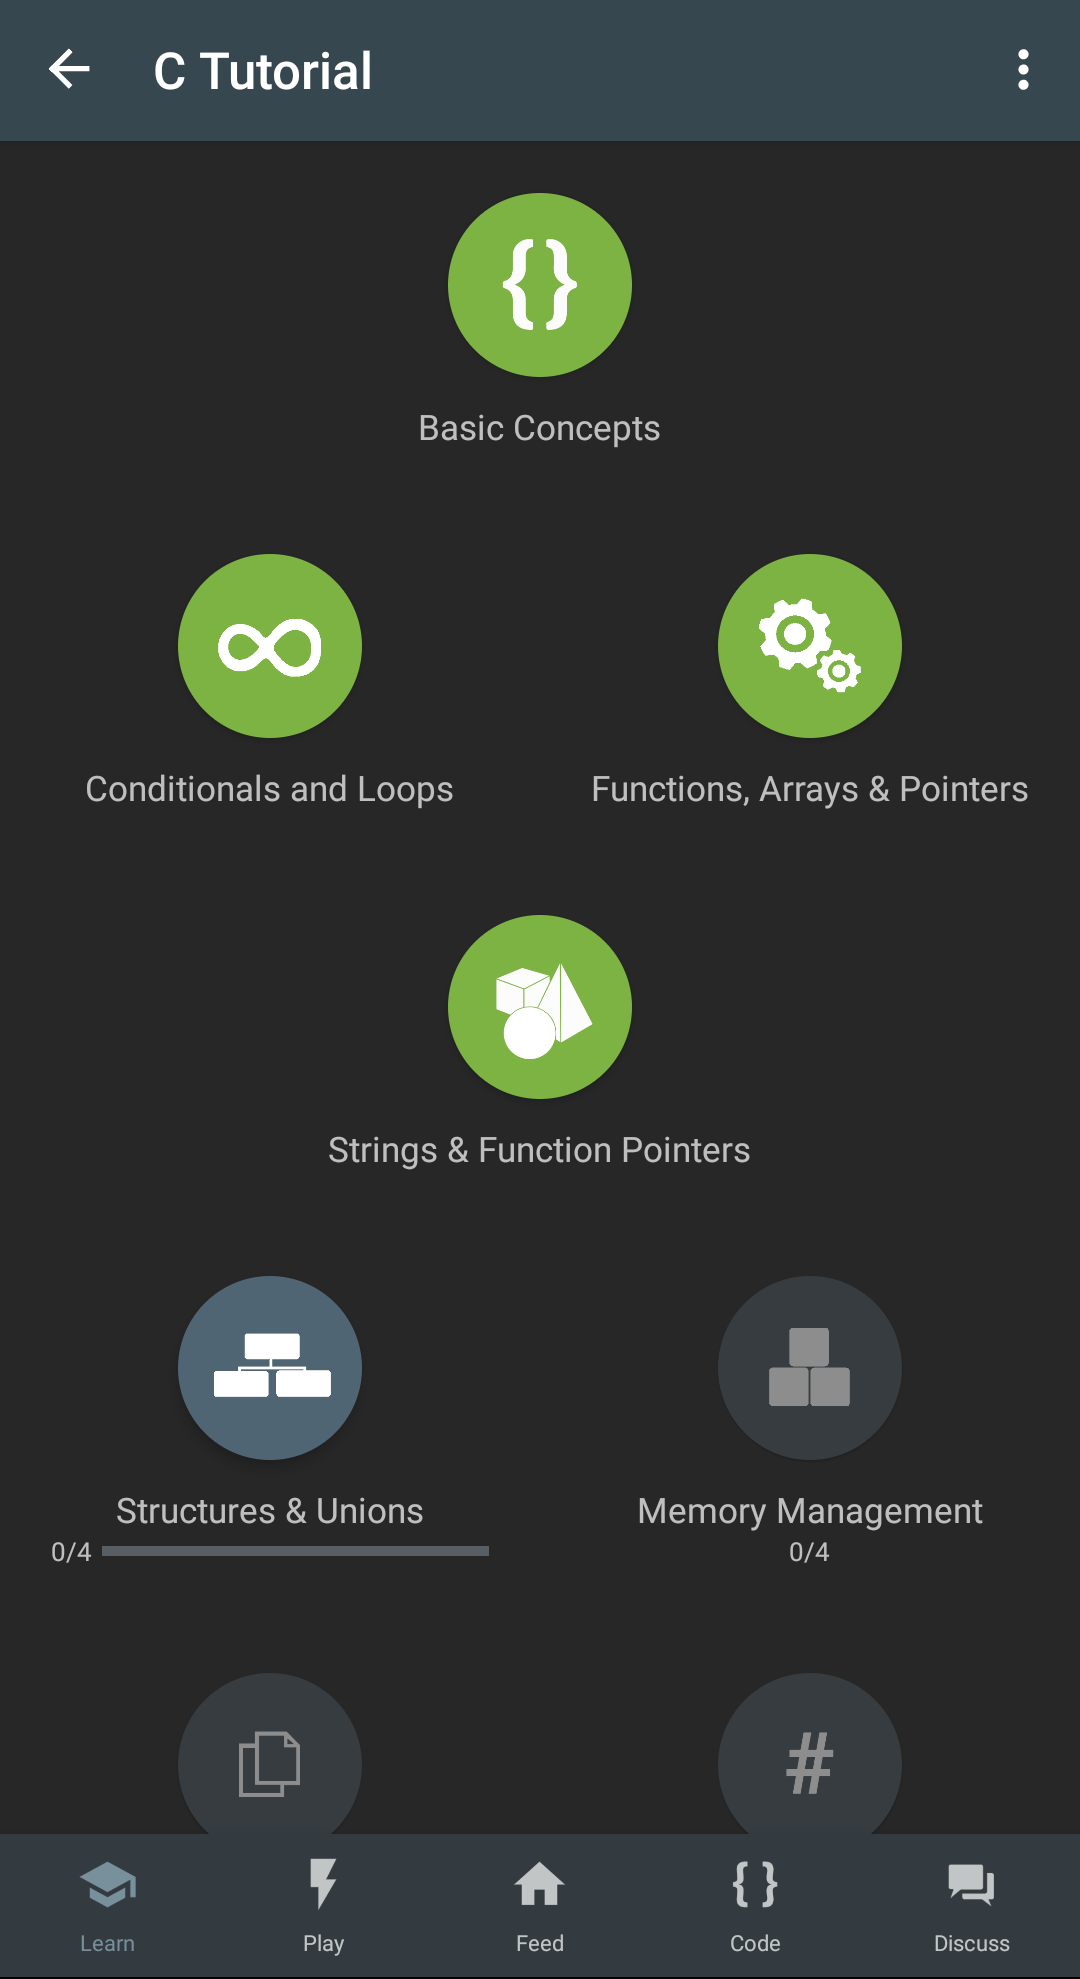 C Tutorial
{}
Basic Concepts
Conditionals and Loops
Functions, Arrays & Pointers
Strings & Function Pointers
Structures & Unions
0/4
Memory Management
0/4
#
{ }
Learn
Play
Feed
Code
Discuss